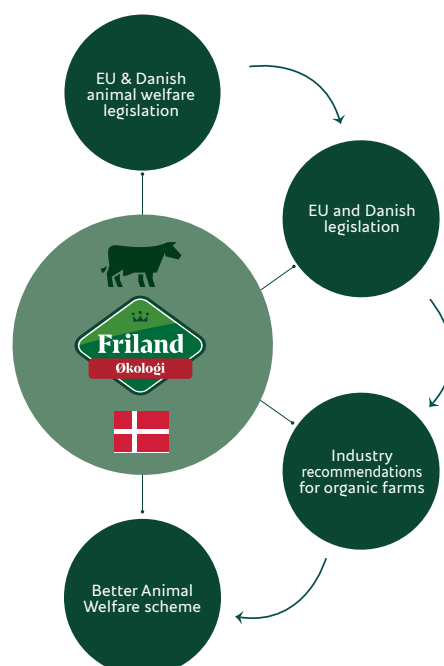 EU & Danish
animal welfare
legislation
EU and Danish
legislation
Friland
Økologi
Industry
recommendations
for organic farms
Better Animal
Welfare scheme